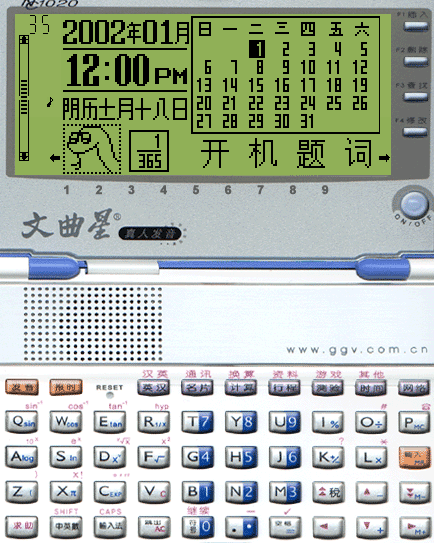 NC1020
35 2002年01月
12:00 PM
阴历十一月十八日
1
365
日 一 二 三 四 五 六
1 2 3 4 5
6 7 8 9 10 11 12
13 14 15 16 17 18 19
20 21 22 23 24 25 26
27 28 29 30 31
开 机 题 词
F1 插入
F2 删除
F3 查汉
F4 修改
1 2 3 4 5 6 7 8 9
ON/OFF
文曲星® 真人发音
www.ggv.com.cn
汉英 通讯 换算 资料 游戏 其他
发音 报时 RESET 英汉 名片 计算 行程 测验 时间 网络
sin⁻¹ cos⁻¹ tan⁻¹ hyp #
Q sin W cos E tan R 1/x T 7 Y 8 U 9 I % O ÷ P MC
10ˣ eˣ X² ? *
A log S ln D F √ G 4 H 5 J 6 K +/- L × 输入
Z X π C EXP V C B 1 N 2 M 3 税 − M−
SHIFT CAPS 继续
求助 中英數 输入法 跳出 AC 符号 0 . 空格 = + M+